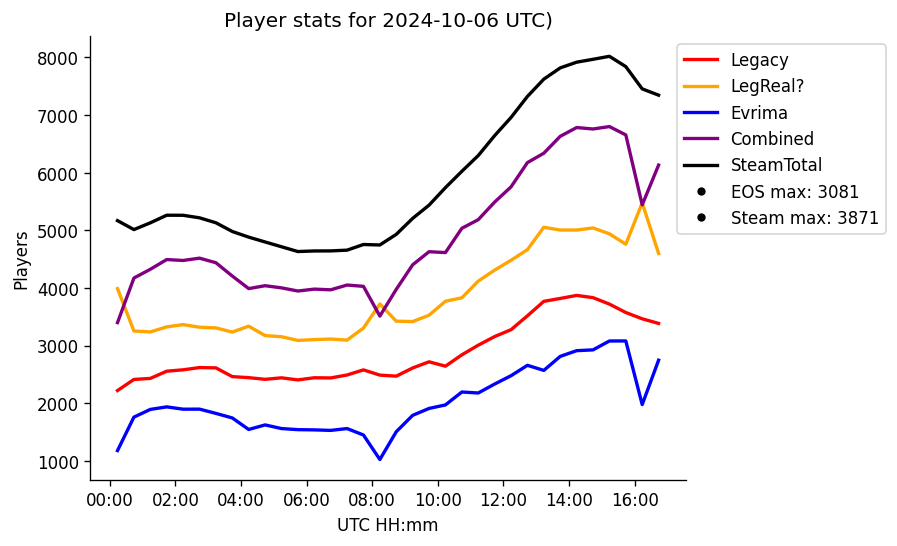 Player stats for 2024-10-06 UTC)
8000
7000
6000
5000
4000
3000
2000
1000
Players
00:00 02:00 04:00 06:00 08:00 10:00 12:00 14:00 16:00
UTC HH:mm
Legacy
LegReal?
Evrima
Combined
SteamTotal
EOS max: 3081
Steam max: 3871